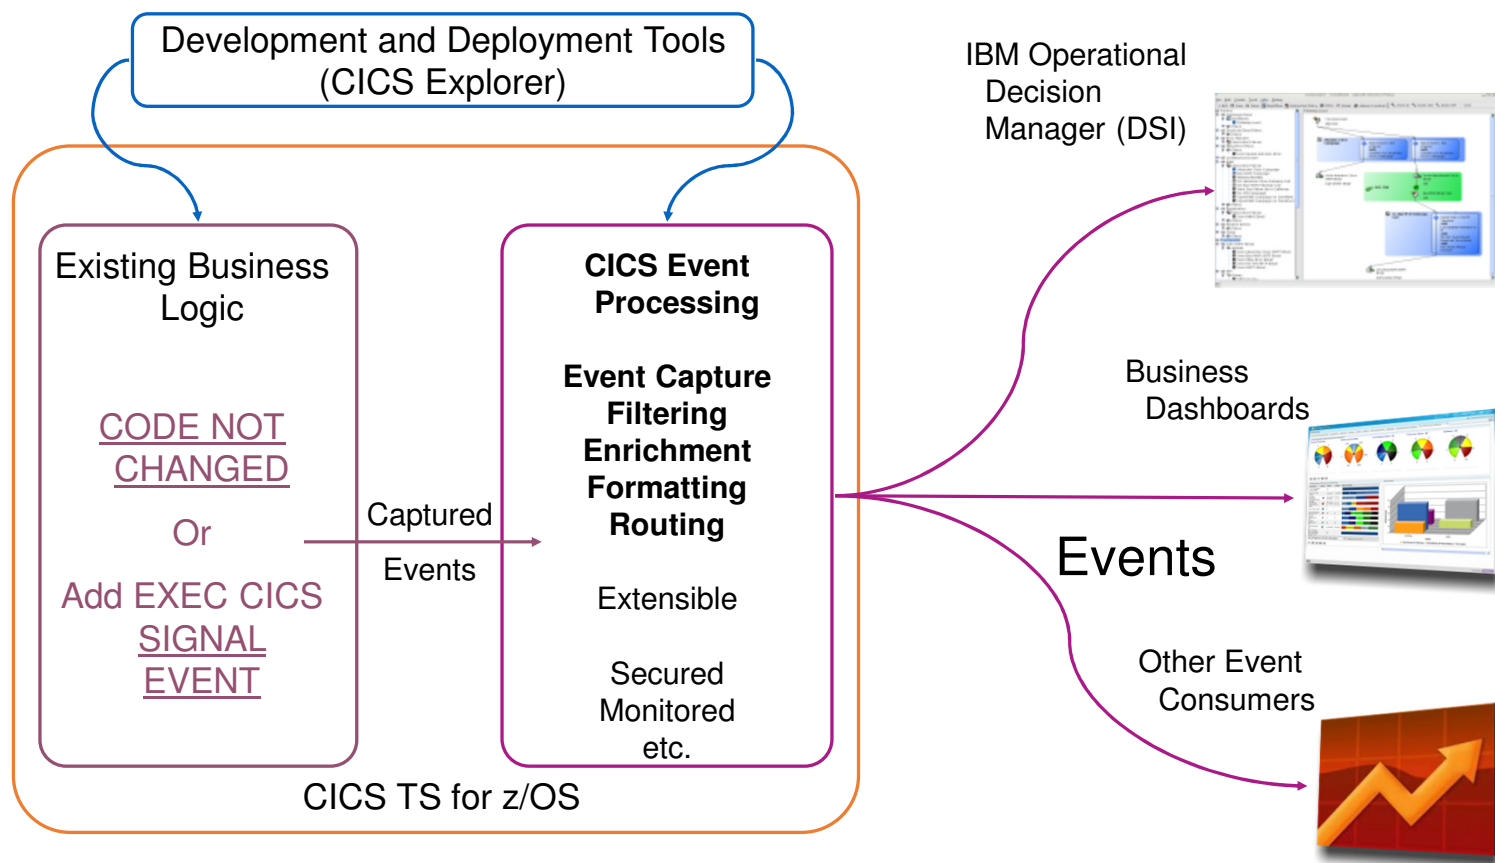 Development and Deployment Tools
(CICS Explorer)
Existing Business
Logic
CODE NOT
CHANGED
Or
Add EXEC CICS
SIGNAL
EVENT
Captured
Events
CICS Event
Processing
Event Capture
Filtering
Enrichment
Formatting
Routing
Extensible
Secured
Monitored
etc.
CICS TS for z/OS
IBM Operational
Decision
Manager (DSI)
Business
Dashboards
Events
Other Event
Consumers